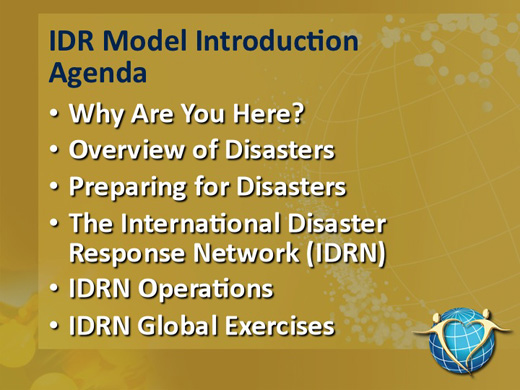 IDR Model Introduction
Agenda
• Why Are You Here?
• Overview of Disasters
• Preparing for Disasters
• The International Disaster
Response Network (IDRN)
• IDRN Operations
• IDRN Global Exercises